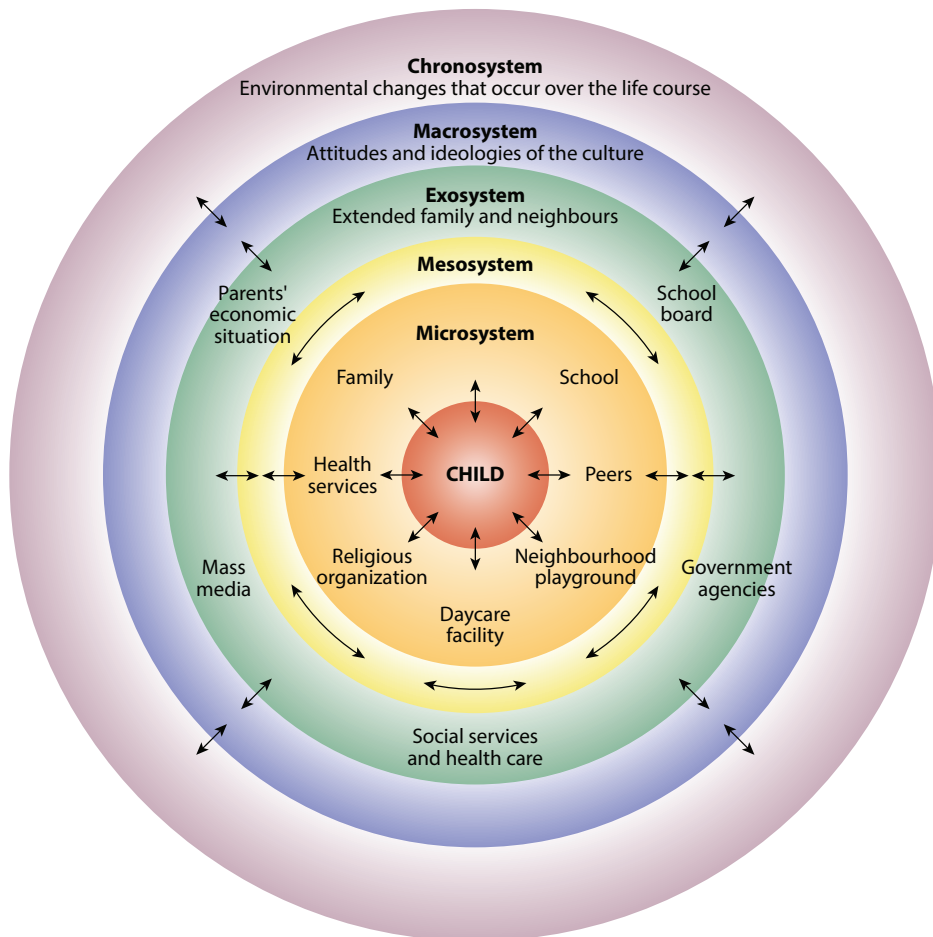 Chronosystem
Environmental changes that occur over the life course
Macrosystem
Attitudes and ideologies of the culture
Exosystem
Extended family and neighbours
Mesosystem
Parents'
economic
situation
School
board
Microsystem
Family
School
Health
services
CHILD
Peers
Religious
organization
Neighbourhood
playground
Mass
media
Government
agencies
Daycare
facility
Social services
and health care